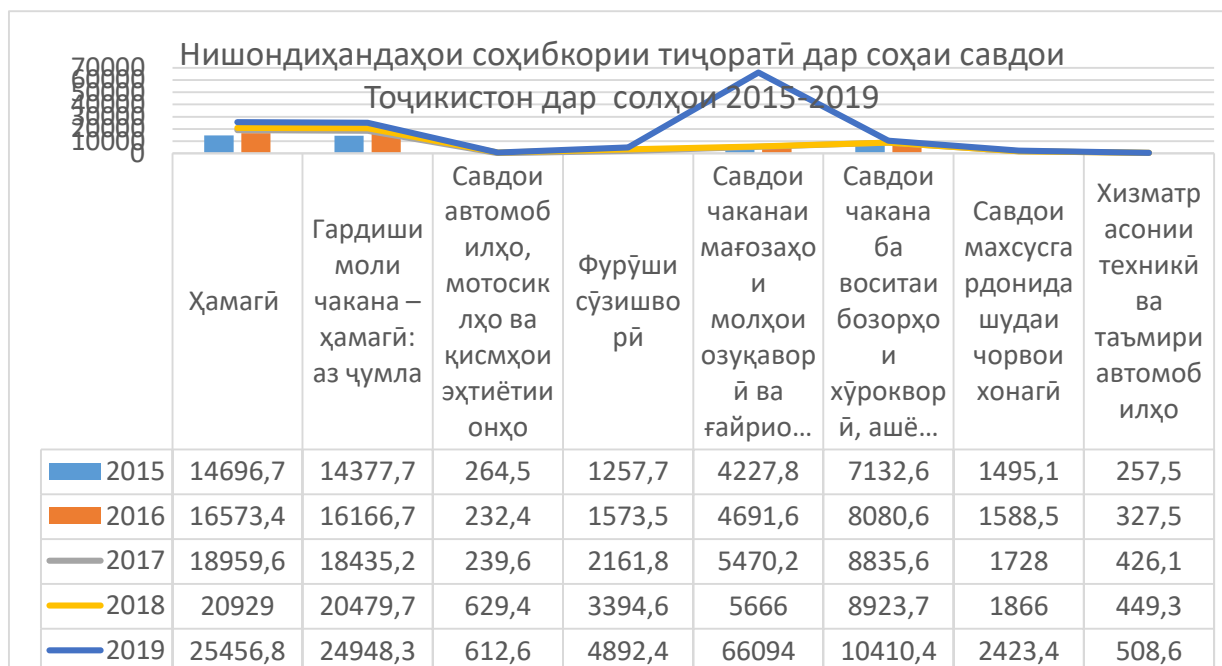 Нишондиҳандаҳои соҳибкории тиҷоратӣ дар соҳаи савдои
Тоҷикистон дар солҳои 2015-2019
70000
60000
50000
40000
30000
20000
10000
0
Ҳамагӣ
Гардиши
моли
чакана –
ҳамагӣ:
аз ҷумла
Савдои
автомоб
илҳо,
мотосик
лҳо ва
қисмҳои
эҳтиётии
онҳо
Фурӯши
сӯзишво
рӣ
Савдои
чаканаи
мағозаҳо
и
молҳои
озуқавор
ӣ ва
ғайрио...
Савдои
чакана
ба
воситаи
бозорҳо
и
хӯроквор
ӣ, ашё...
Савдои
махсусга
рдонида
шудаи
чорвои
хонагӣ
Хизматр
асонии
техникӣ
ва
таъмири
автомоб
илҳо
2015 14696,7 14377,7 264,5 1257,7 4227,8 7132,6 1495,1 257,5
2016 16573,4 16166,7 232,4 1573,5 4691,6 8080,6 1588,5 327,5
2017 18959,6 18435,2 239,6 2161,8 5470,2 8835,6 1728 426,1
2018 20929 20479,7 629,4 3394,6 5666 8923,7 1866 449,3
2019 25456,8 24948,3 612,6 4892,4 66094 10410,4 2423,4 508,6